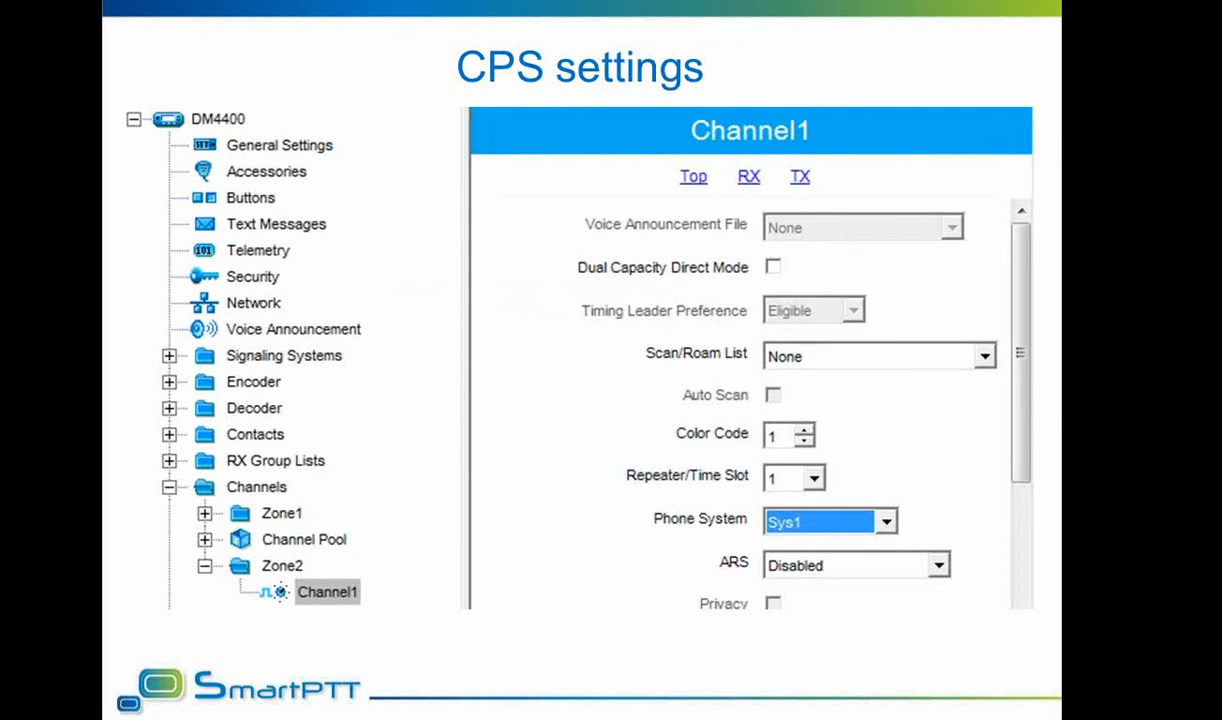 CPS settings
DM4400
General Settings
Accessories
Buttons
Text Messages
Telemetry
Security
Network
Voice Announcement
Signaling Systems
Encoder
Decoder
Contacts
RX Group Lists
Channels
Zone1
Channel Pool
Zone2
Channel1
Channel1
Top RX TX
Voice Announcement File None
Dual Capacity Direct Mode
Timing Leader Preference Eligible
Scan/Roam List None
Auto Scan
Color Code 1
Repeater/Time Slot 1
Phone System Sys1
ARS Disabled
Privacy
SmartPTT